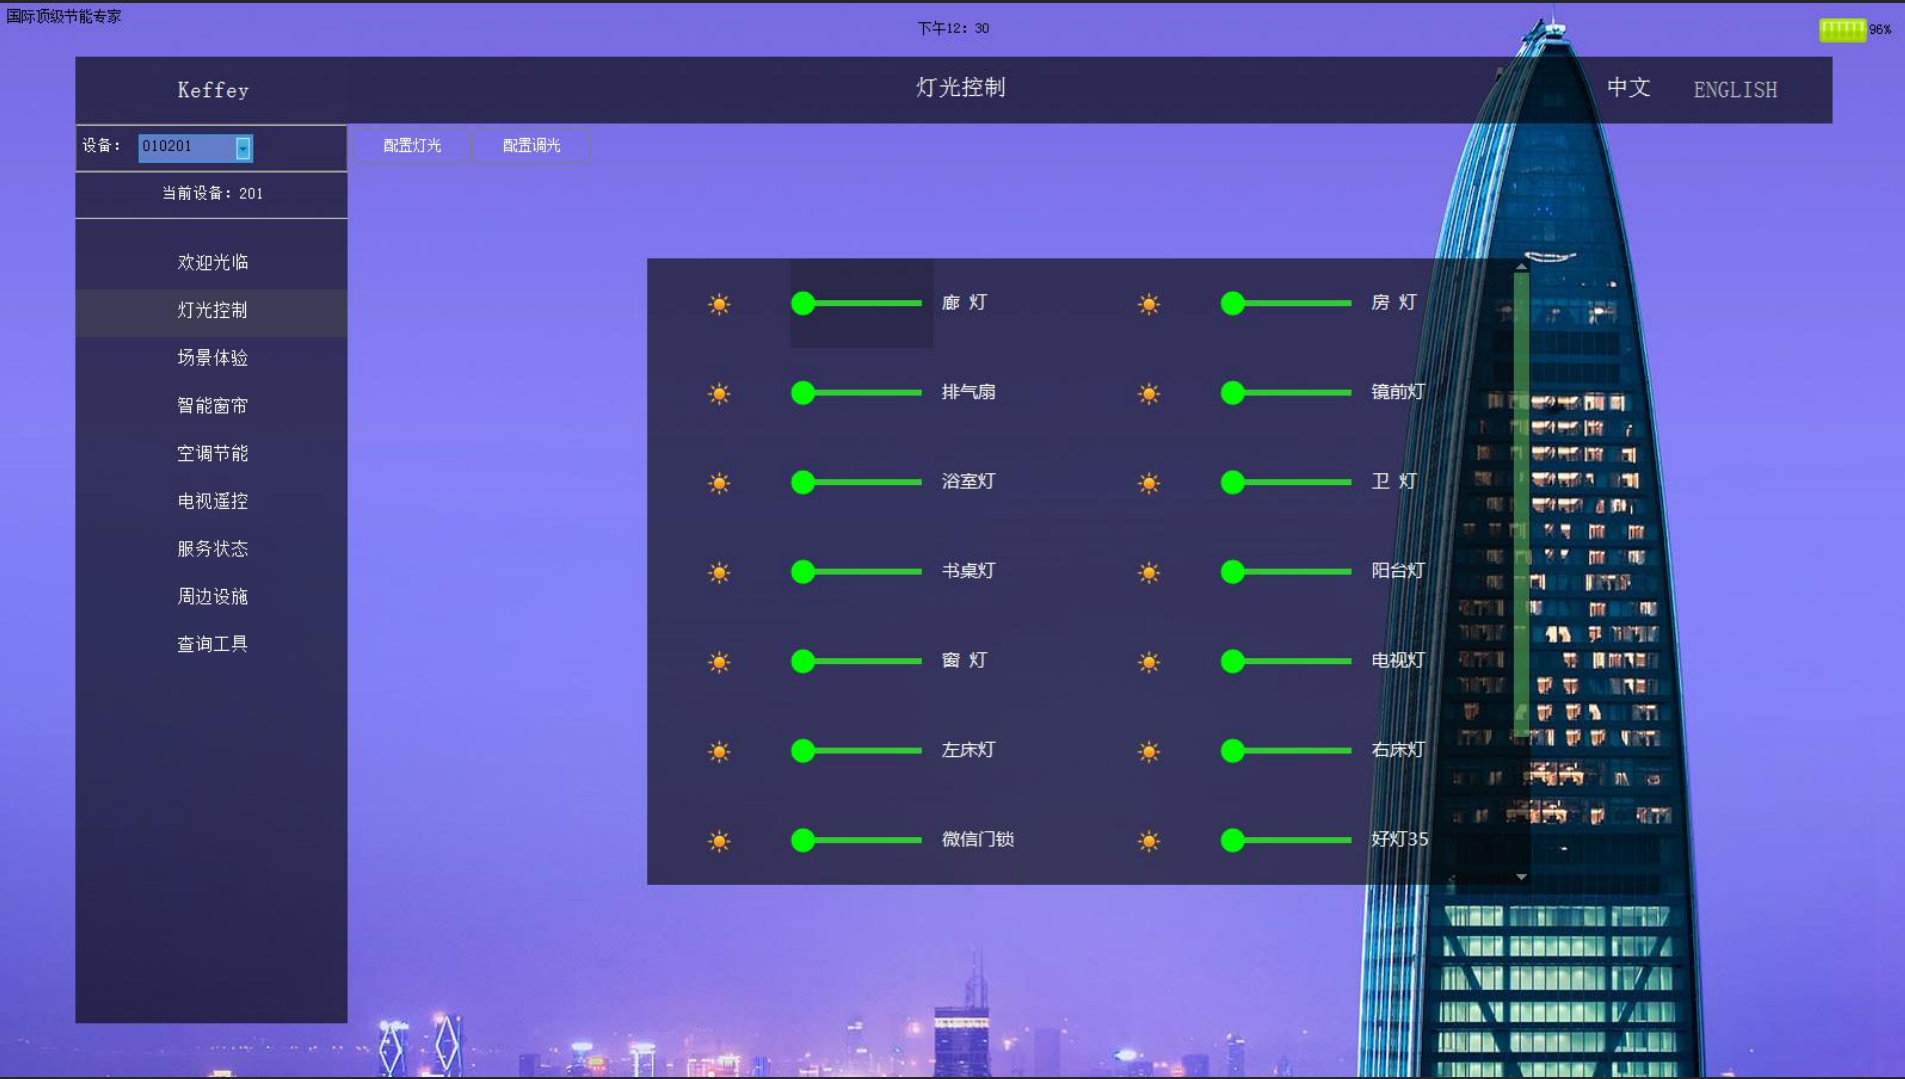 国际顶级节能专家
下午12: 30
96%
Keffey
灯光控制
中文
ENGLISH
设备:
010201
配置灯光
配置调光
当前设备: 201
欢迎光临
灯光控制
场景体验
智能窗帘
空调节能
电视遥控
服务状态
周边设施
查询工具
廊 灯
房 灯
排气扇
镜前灯
浴室灯
卫 灯
书桌灯
阳台灯
窗 灯
电视灯
左床灯
右床灯
微信门锁
好灯35